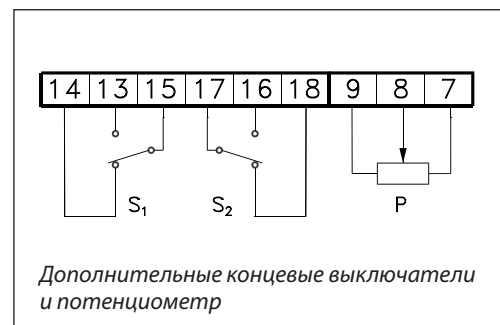 14 13 15 17 16 18 9 8 7
S₁ S₂ P
Дополнительные концевые выключатели
и потенциометр